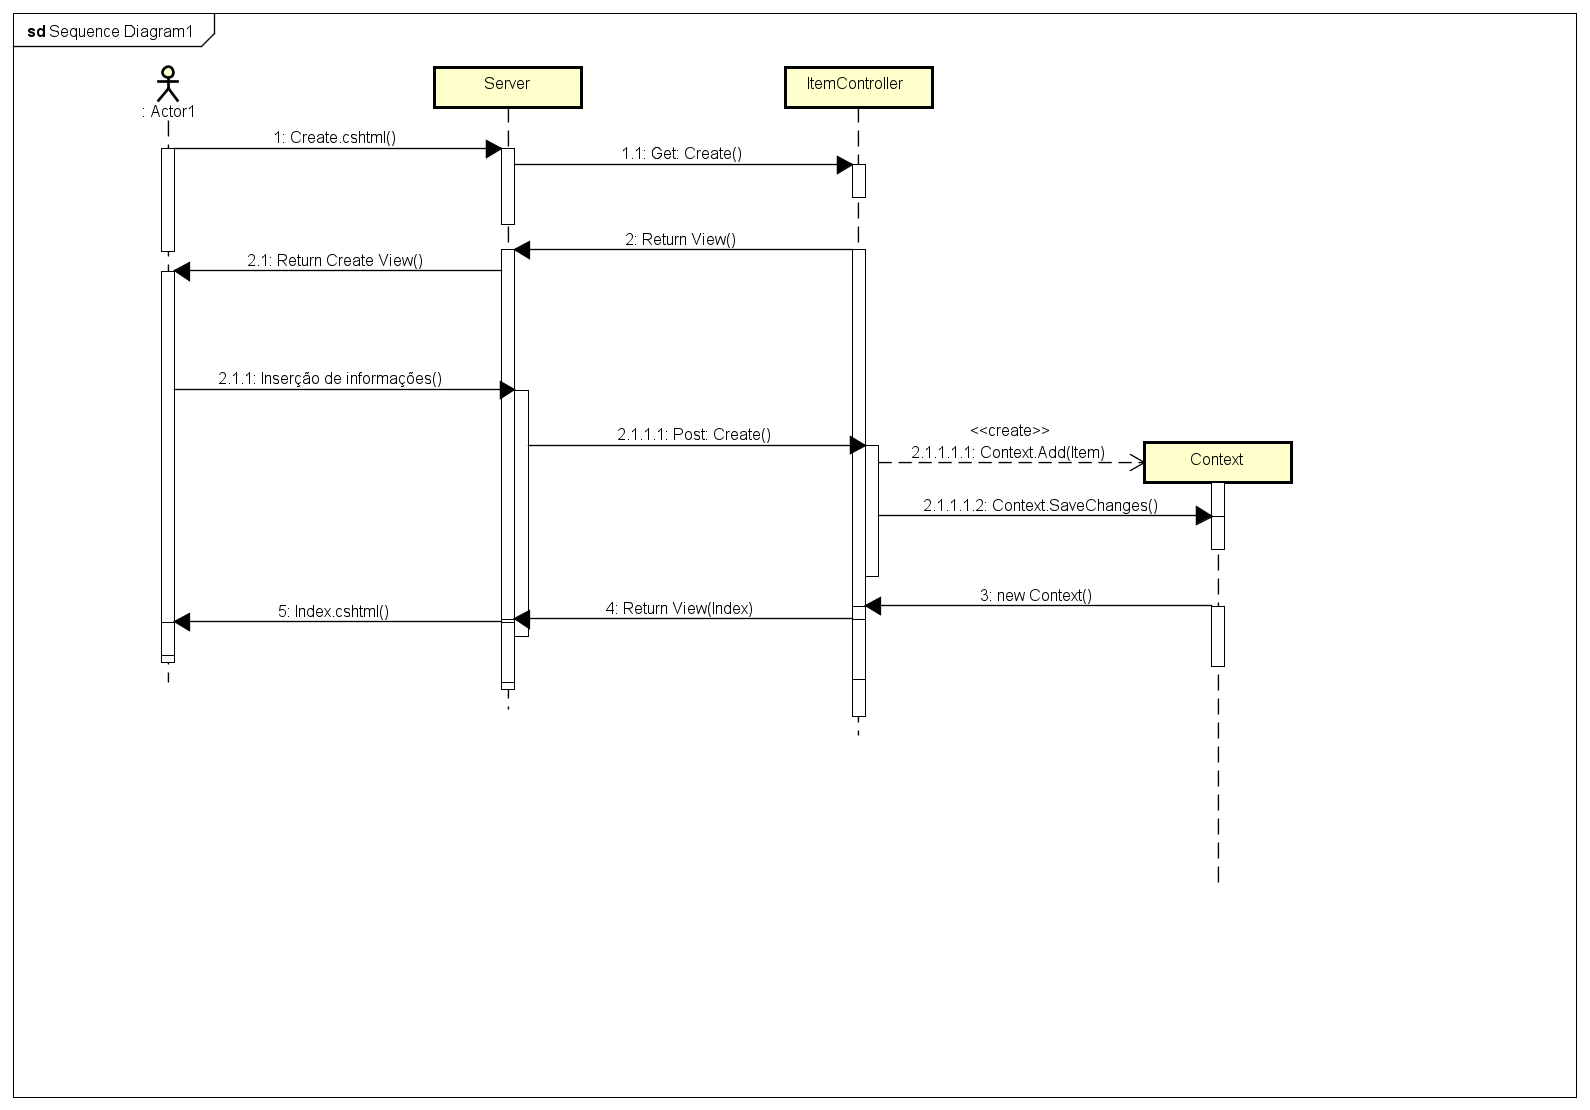 sd Sequence Diagram1
: Actor1
Server
ItemController
1: Create.cshtml()
1.1: Get: Create()
2: Return View()
2.1: Return Create View()
2.1.1: Inserção de informações()
2.1.1.1: Post: Create()
<<create>>
2.1.1.1.1: Context.Add(Item)
Context
2.1.1.1.2: Context.SaveChanges()
3: new Context()
4: Return View(Index)
5: Index.cshtml()